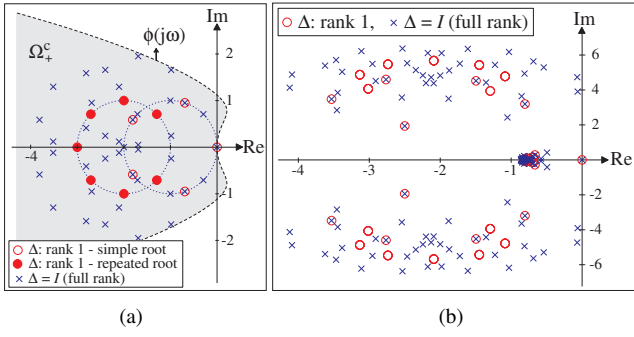 Im
Ω₊ᶜ
ϕ(jω)
2
1
-4
Re
-1
-2
Δ: rank 1 - simple root
Δ: rank 1 - repeated root
Δ = I (full rank)
(a)
Δ: rank 1, Δ = I (full rank)
Im
6
4
2
-4 -3 -2 -1
Re
-2
-4
-6
(b)